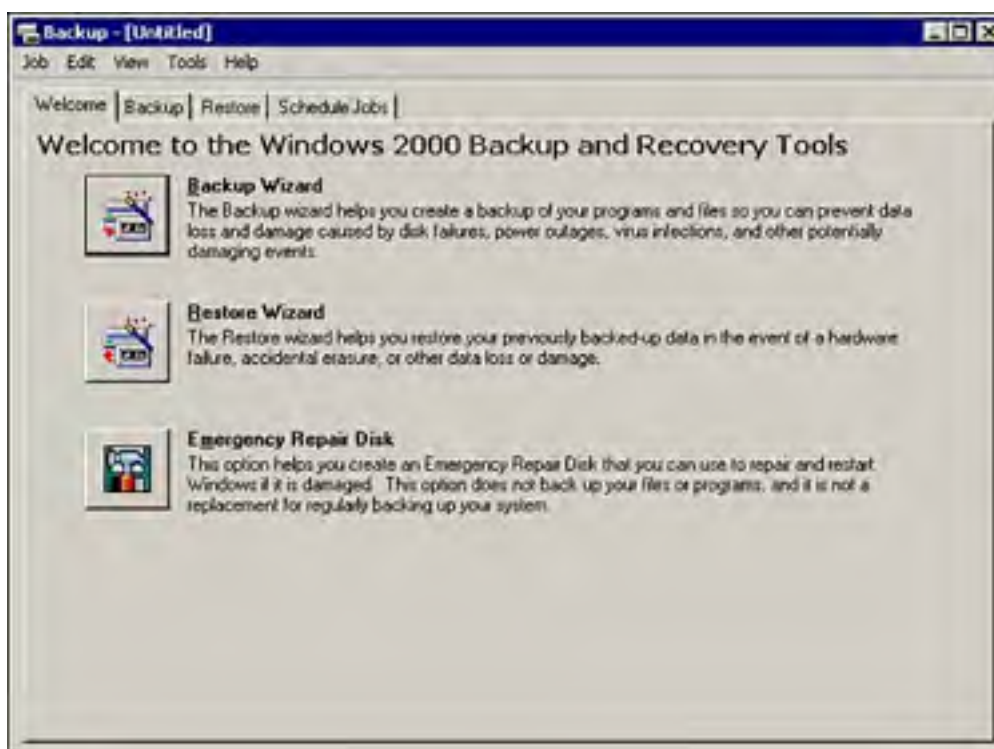 Backup - [Untitled]
Job Edit View Tools Help
Welcome Backup Restore Schedule Jobs
Welcome to the Windows 2000 Backup and Recovery Tools
Backup Wizard
The Backup wizard helps you create a backup of your programs and files so you can prevent data
loss and damage caused by disk failures, power outages, virus infections, and other potentially
damaging events.
Restore Wizard
The Restore wizard helps you restore your previously backed-up data in the event of a hardware
failure, accidental erasure, or other data loss or damage.
Emergency Repair Disk
This option helps you create an Emergency Repair Disk that you can use to repair and restart
Windows if it is damaged. This option does not back up your files or programs, and it is not a
replacement for regularly backing up your system.